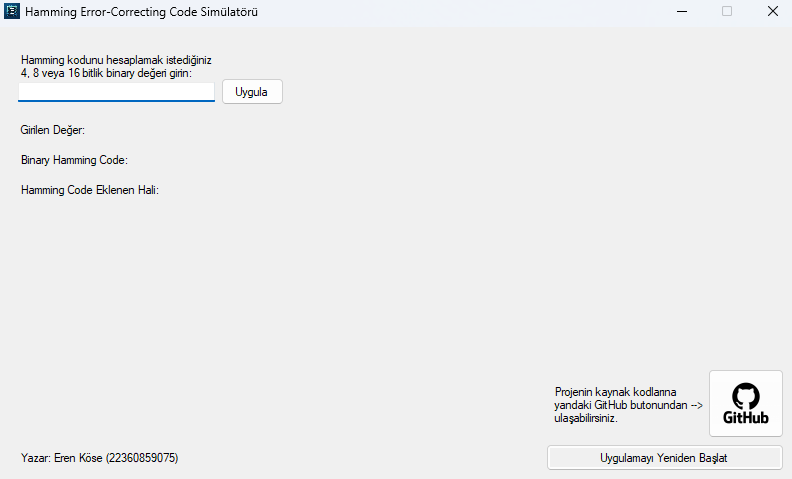 Hamming Error-Correcting Code Simülatörü
Hamming kodunu hesaplamak istediğiniz
4, 8 veya 16 bitlik binary değeri girin:
Uygula
Girilen Değer:
Binary Hamming Code:
Hamming Code Eklenen Hali:
Projenin kaynak kodlarına
yandaki GitHub butonundan -->
ulaşabilirsiniz.
GitHub
Yazar: Eren Köse (22360859075)
Uygulamayı Yeniden Başlat